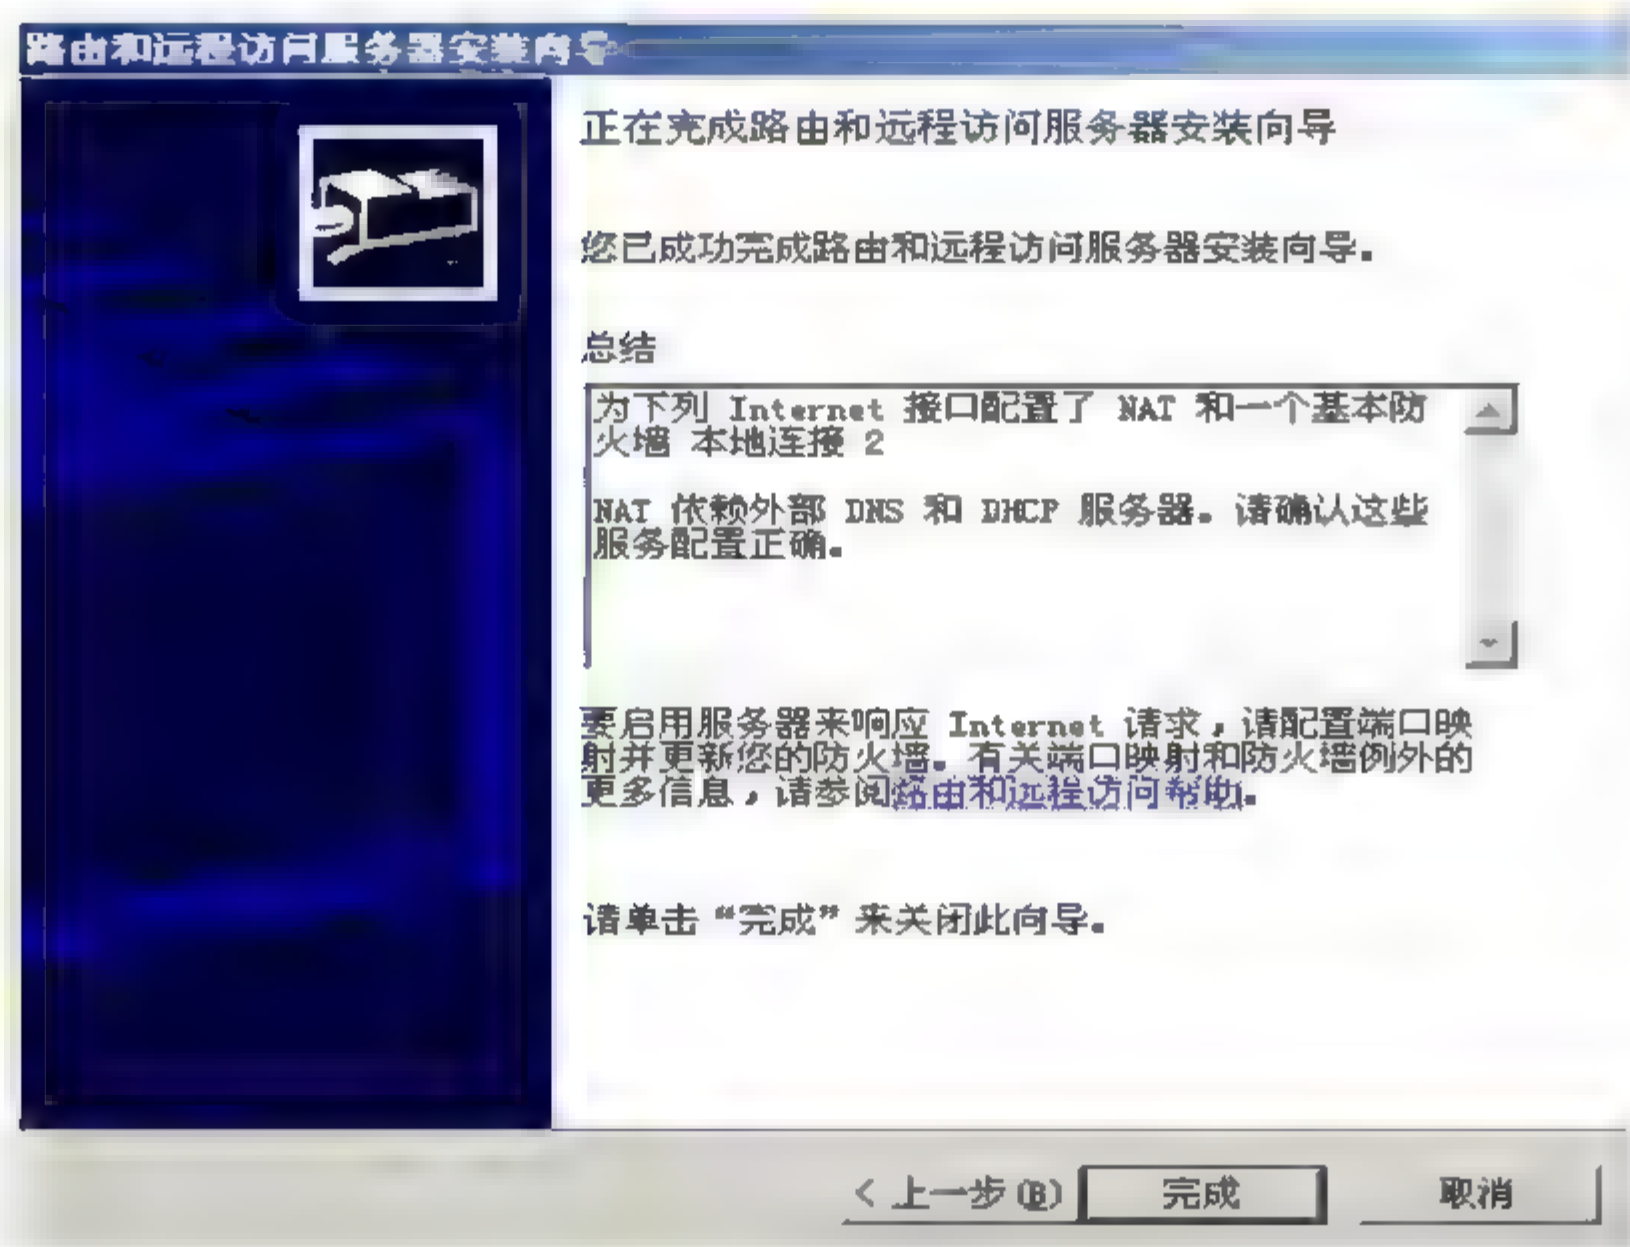 路由和远程访问服务器安装向导
正在完成路由和远程访问服务器安装向导
您已成功完成路由和远程访问服务器安装向导。
总结
为下列 Internet 接口配置了 NAT 和一个基本防
火墙 本地连接 2
NAT 依赖外部 DNS 和 DHCP 服务器。请确认这些
服务配置正确。
要启用服务器来响应 Internet 请求，请配置端口映
射并更新您的防火墙。有关端口映射和防火墙例外的
更多信息，请参阅路由和远程访问帮助。
请单击“完成”来关闭此向导。
< 上一步(B) 完成 取消